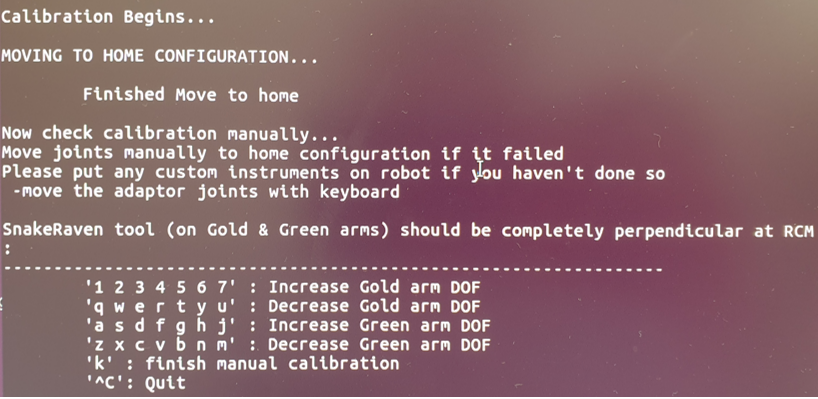 Calibration Begins...
MOVING TO HOME CONFIGURATION...
Finished Move to home
Now check calibration manually...
Move joints manually to home configuration if it failed
Please put any custom instruments on robot if you haven't done so
-move the adaptor joints with keyboard
SnakeRaven tool (on Gold & Green arms) should be completely perpendicular at RCM
:
------------------------------------------------------------------
'1 2 3 4 5 6 7' : Increase Gold arm DOF
'q w e r t y u' : Decrease Gold arm DOF
'a s d f g h j' : Increase Green arm DOF
'z x c v b n m' : Decrease Green arm DOF
'k' : finish manual calibration
'^C': Quit